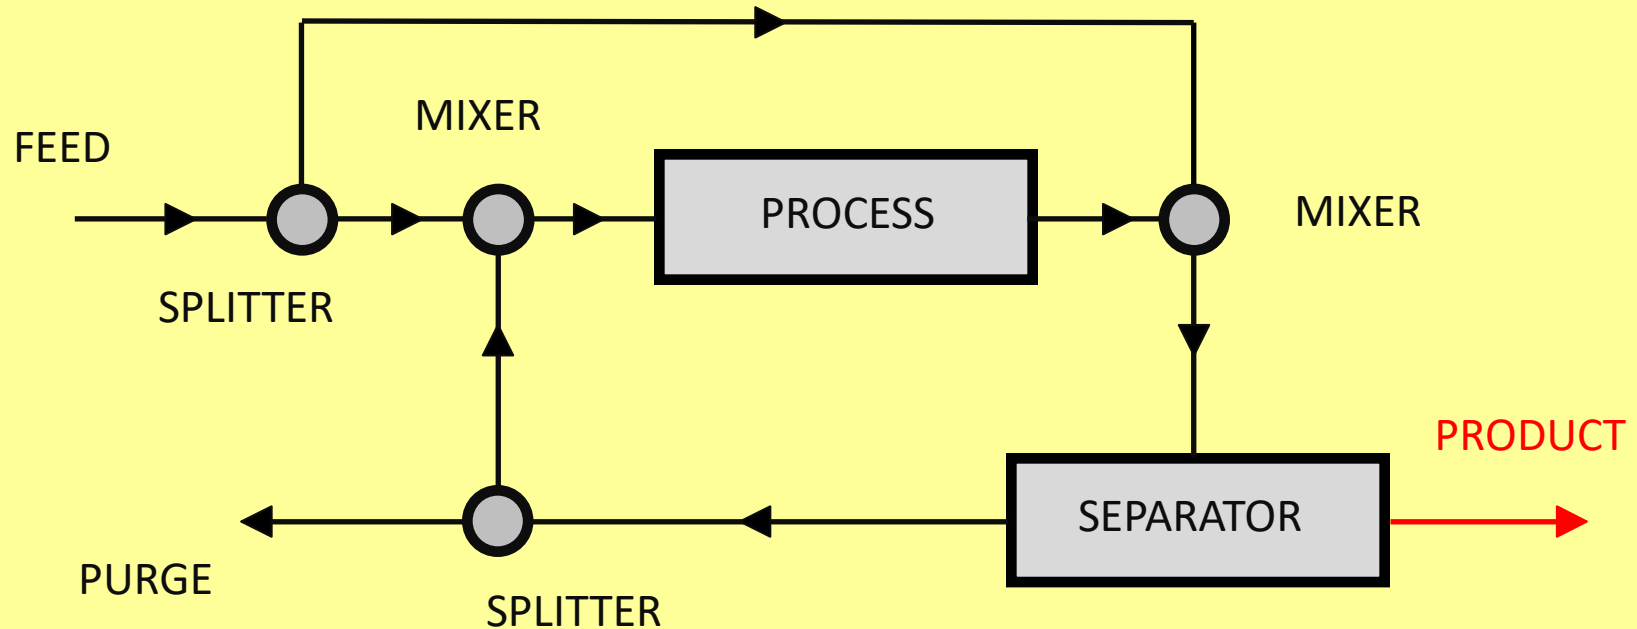 MIXER
FEED
PROCESS
MIXER
SPLITTER
PRODUCT
SEPARATOR
PURGE
SPLITTER